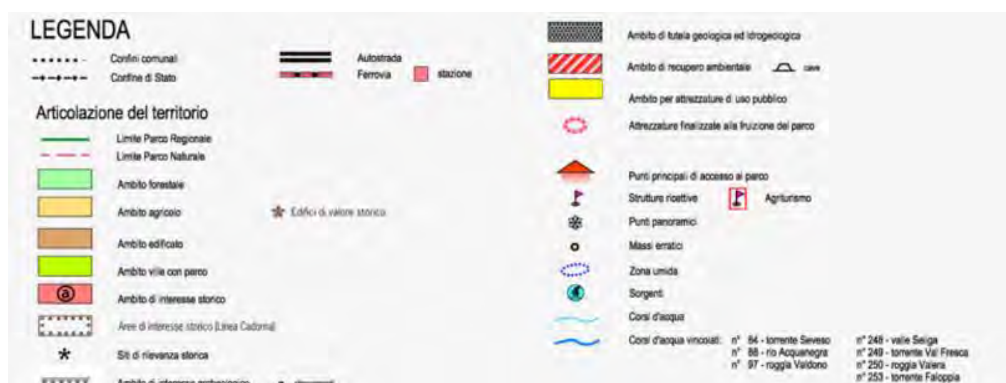 LEGENDA
Confini comunali
Confine di Stato
Autostrada
Ferrovia
stazione
Articolazione del territorio
Limite Parco Regionale
Limite Parco Naturale
Ambito forestale
Ambito agricolo
Edifici di valore storico
Ambito edificato
Ambito ville con parco
a
Ambito di interesse storico
Aree di interesse storico (Linea Cadorna)
Siti di rilevanza storica
Ambito di tutela geologica ed idrogeologica
Ambito di recupero ambientale
cave
Ambito per attrezzature di uso pubblico
Attrezzature finalizzate alla fruizione del parco
Punti principali di accesso al parco
Strutture ricettive
Agriturismo
Punti panoramici
Massi erratici
Zona umida
Sorgenti
Corsi d'acqua
Corsi d'acqua vincolati: n° 84 - torrente Seveso n° 248 - valle Seliga
n° 88 - rio Acquanegra n° 249 - torrente Val Fresca
n° 97 - roggia Valdono n° 250 - roggia Valera
n° 253 - torrente Faloppia